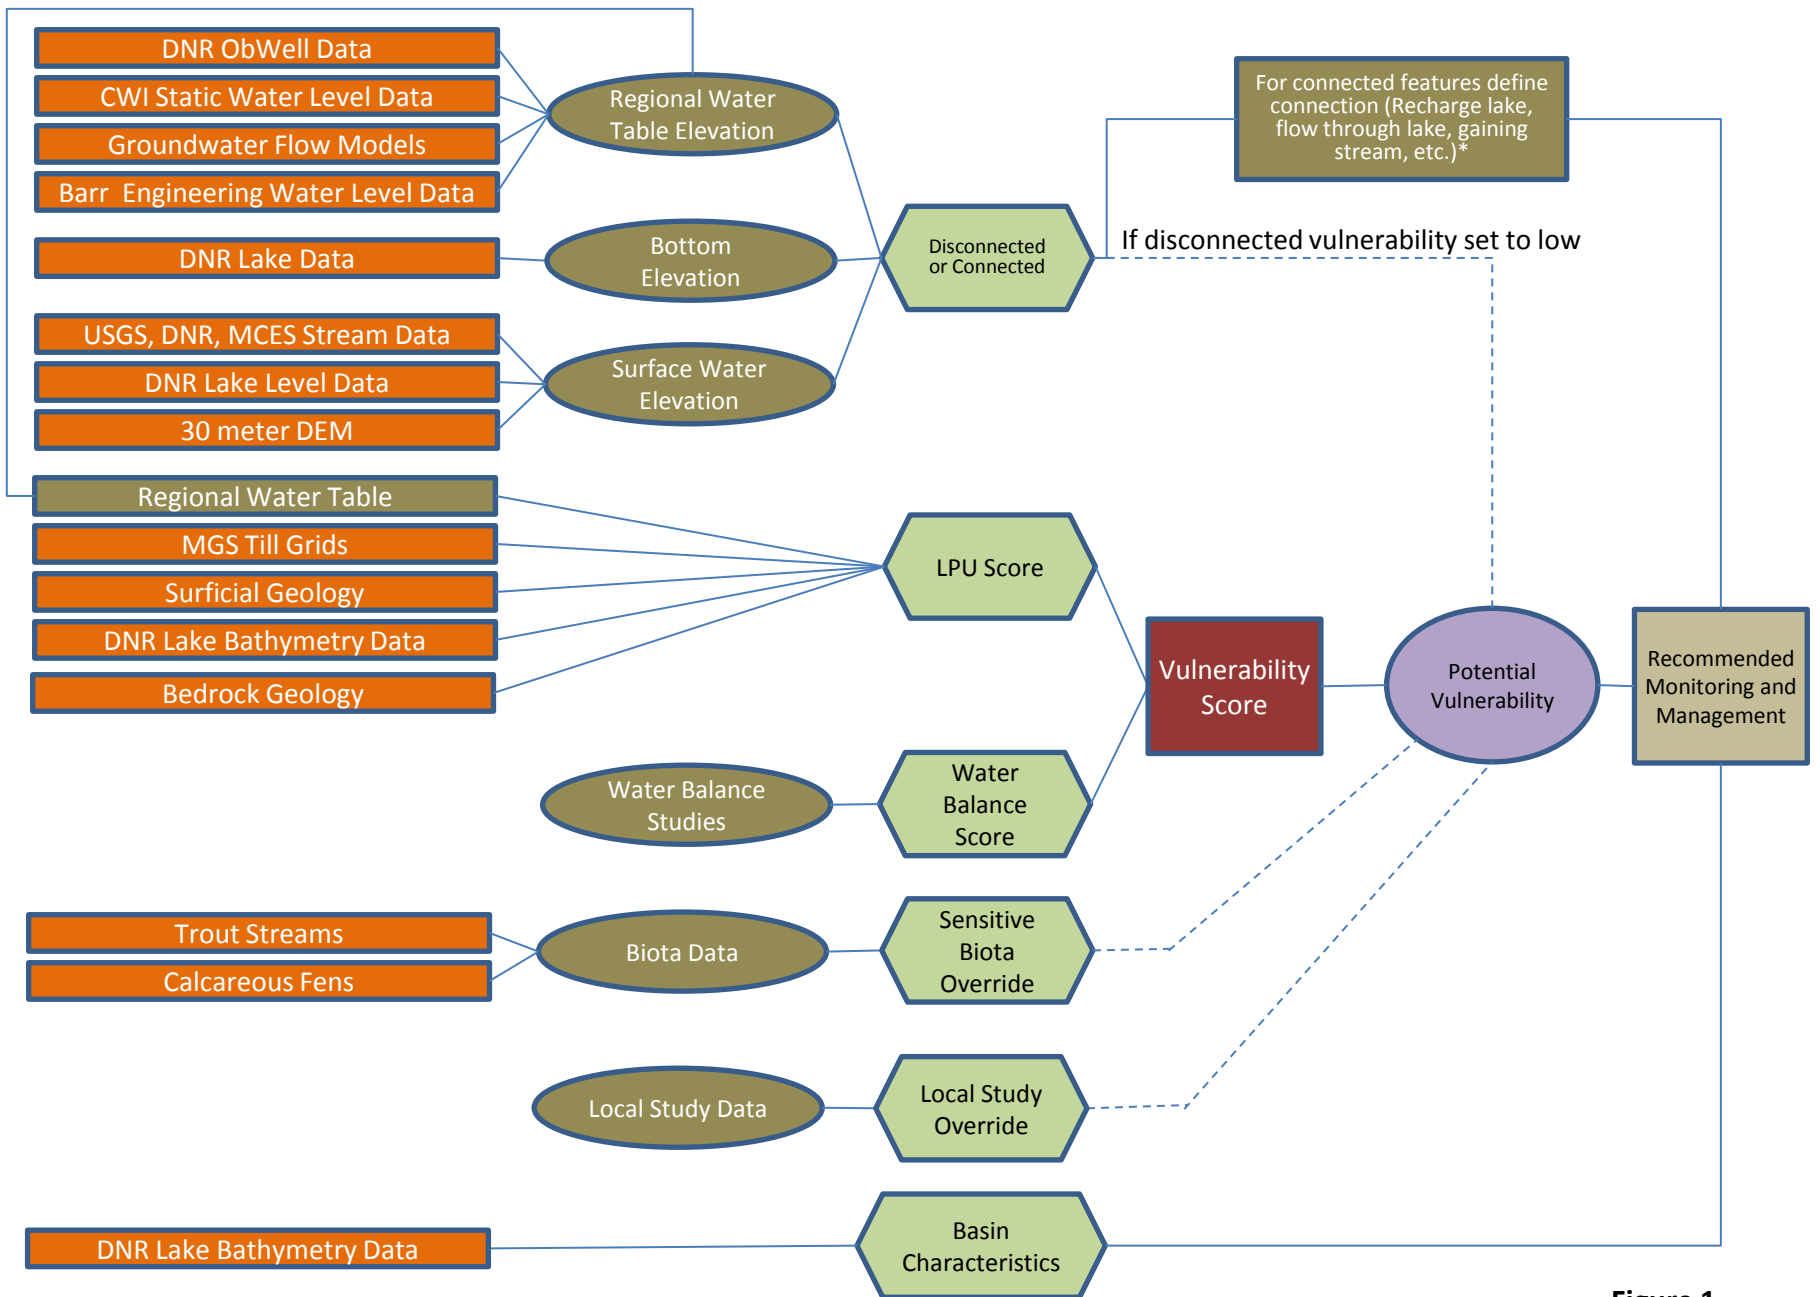 DNR ObWell Data
CWI Static Water Level Data
Groundwater Flow Models
Barr Engineering Water Level Data
DNR Lake Data
USGS, DNR, MCES Stream Data
DNR Lake Level Data
30 meter DEM
Regional Water Table
MGS Till Grids
Surficial Geology
DNR Lake Bathymetry Data
Bedrock Geology
Trout Streams
Calcareous Fens
DNR Lake Bathymetry Data
Regional Water
Table Elevation
Bottom
Elevation
Surface Water
Elevation
Water Balance
Studies
Biota Data
Local Study Data
Disconnected
or Connected
LPU Score
Water
Balance
Score
Sensitive
Biota
Override
Local Study
Override
Basin
Characteristics
For connected features define
connection (Recharge lake,
flow through lake, gaining
stream, etc.)*
If disconnected vulnerability set to low
Vulnerability
Score
Potential
Vulnerability
Recommended
Monitoring and
Management
Figure 1